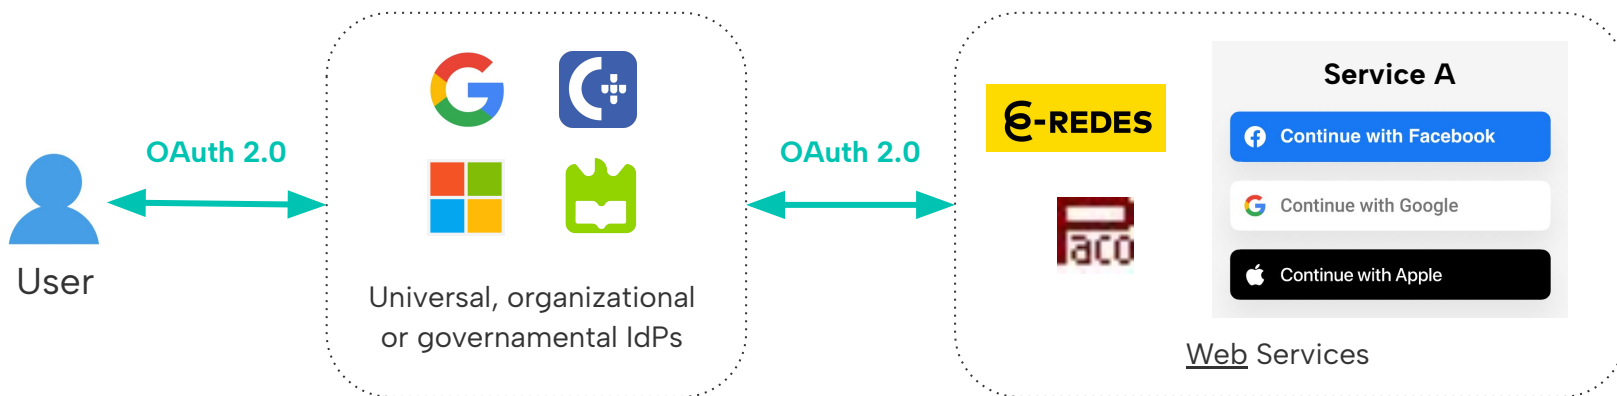 User
OAuth 2.0
Universal, organizational
or governamental IdPs
OAuth 2.0
E-REDES
Paco
Service A
Continue with Facebook
Continue with Google
Continue with Apple
Web Services